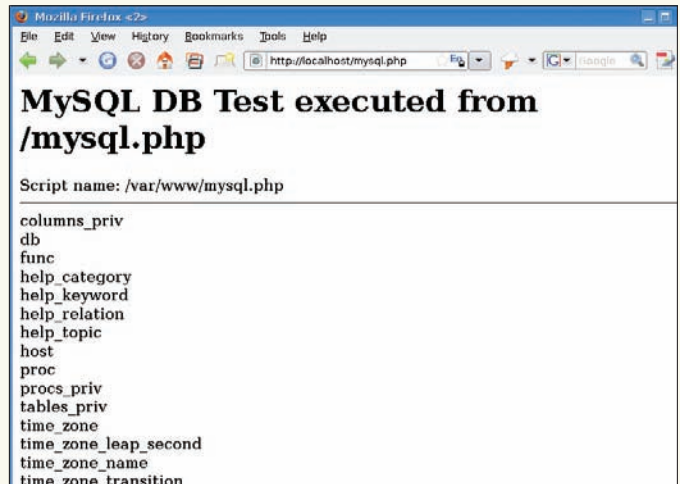 Mozilla Firefox <2>
File Edit View History Bookmarks Tools Help
http://localhost/mysql.php
G
MySQL DB Test executed from
/mysql.php
Script name: /var/www/mysql.php
columns_priv
db
func
help_category
help_keyword
help_relation
help_topic
host
proc
procs_priv
tables_priv
time_zone
time_zone_leap_second
time_zone_name
time_zone_transition